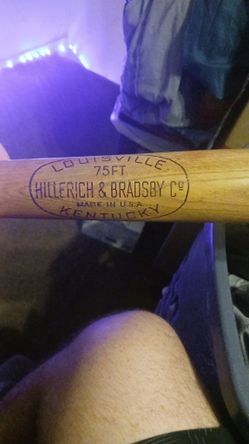 LOUISVILLE
75FT
HILLERICH & BRADSBY Cº
MADE IN U.S.A.
KENTUCKY